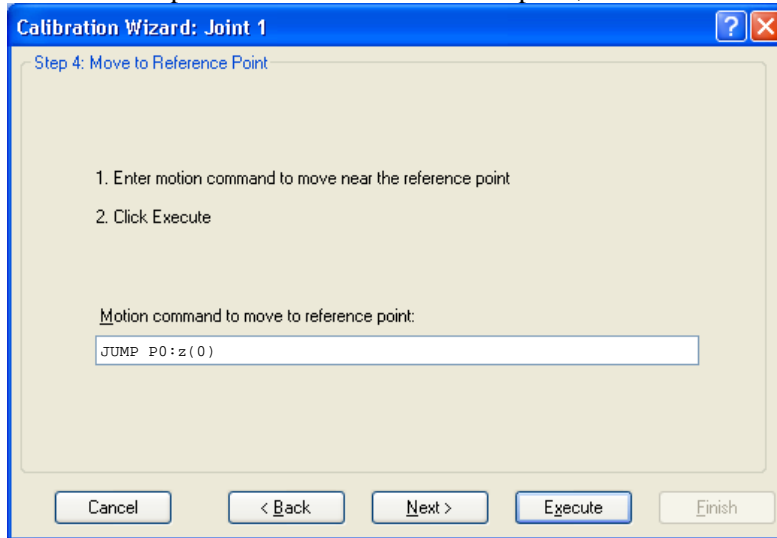 Calibration Wizard: Joint 1
Step 4: Move to Reference Point
1. Enter motion command to move near the reference point
2. Click Execute
Motion command to move to reference point:
JUMP P0:z(0)
Cancel < Back Next > Execute Finish